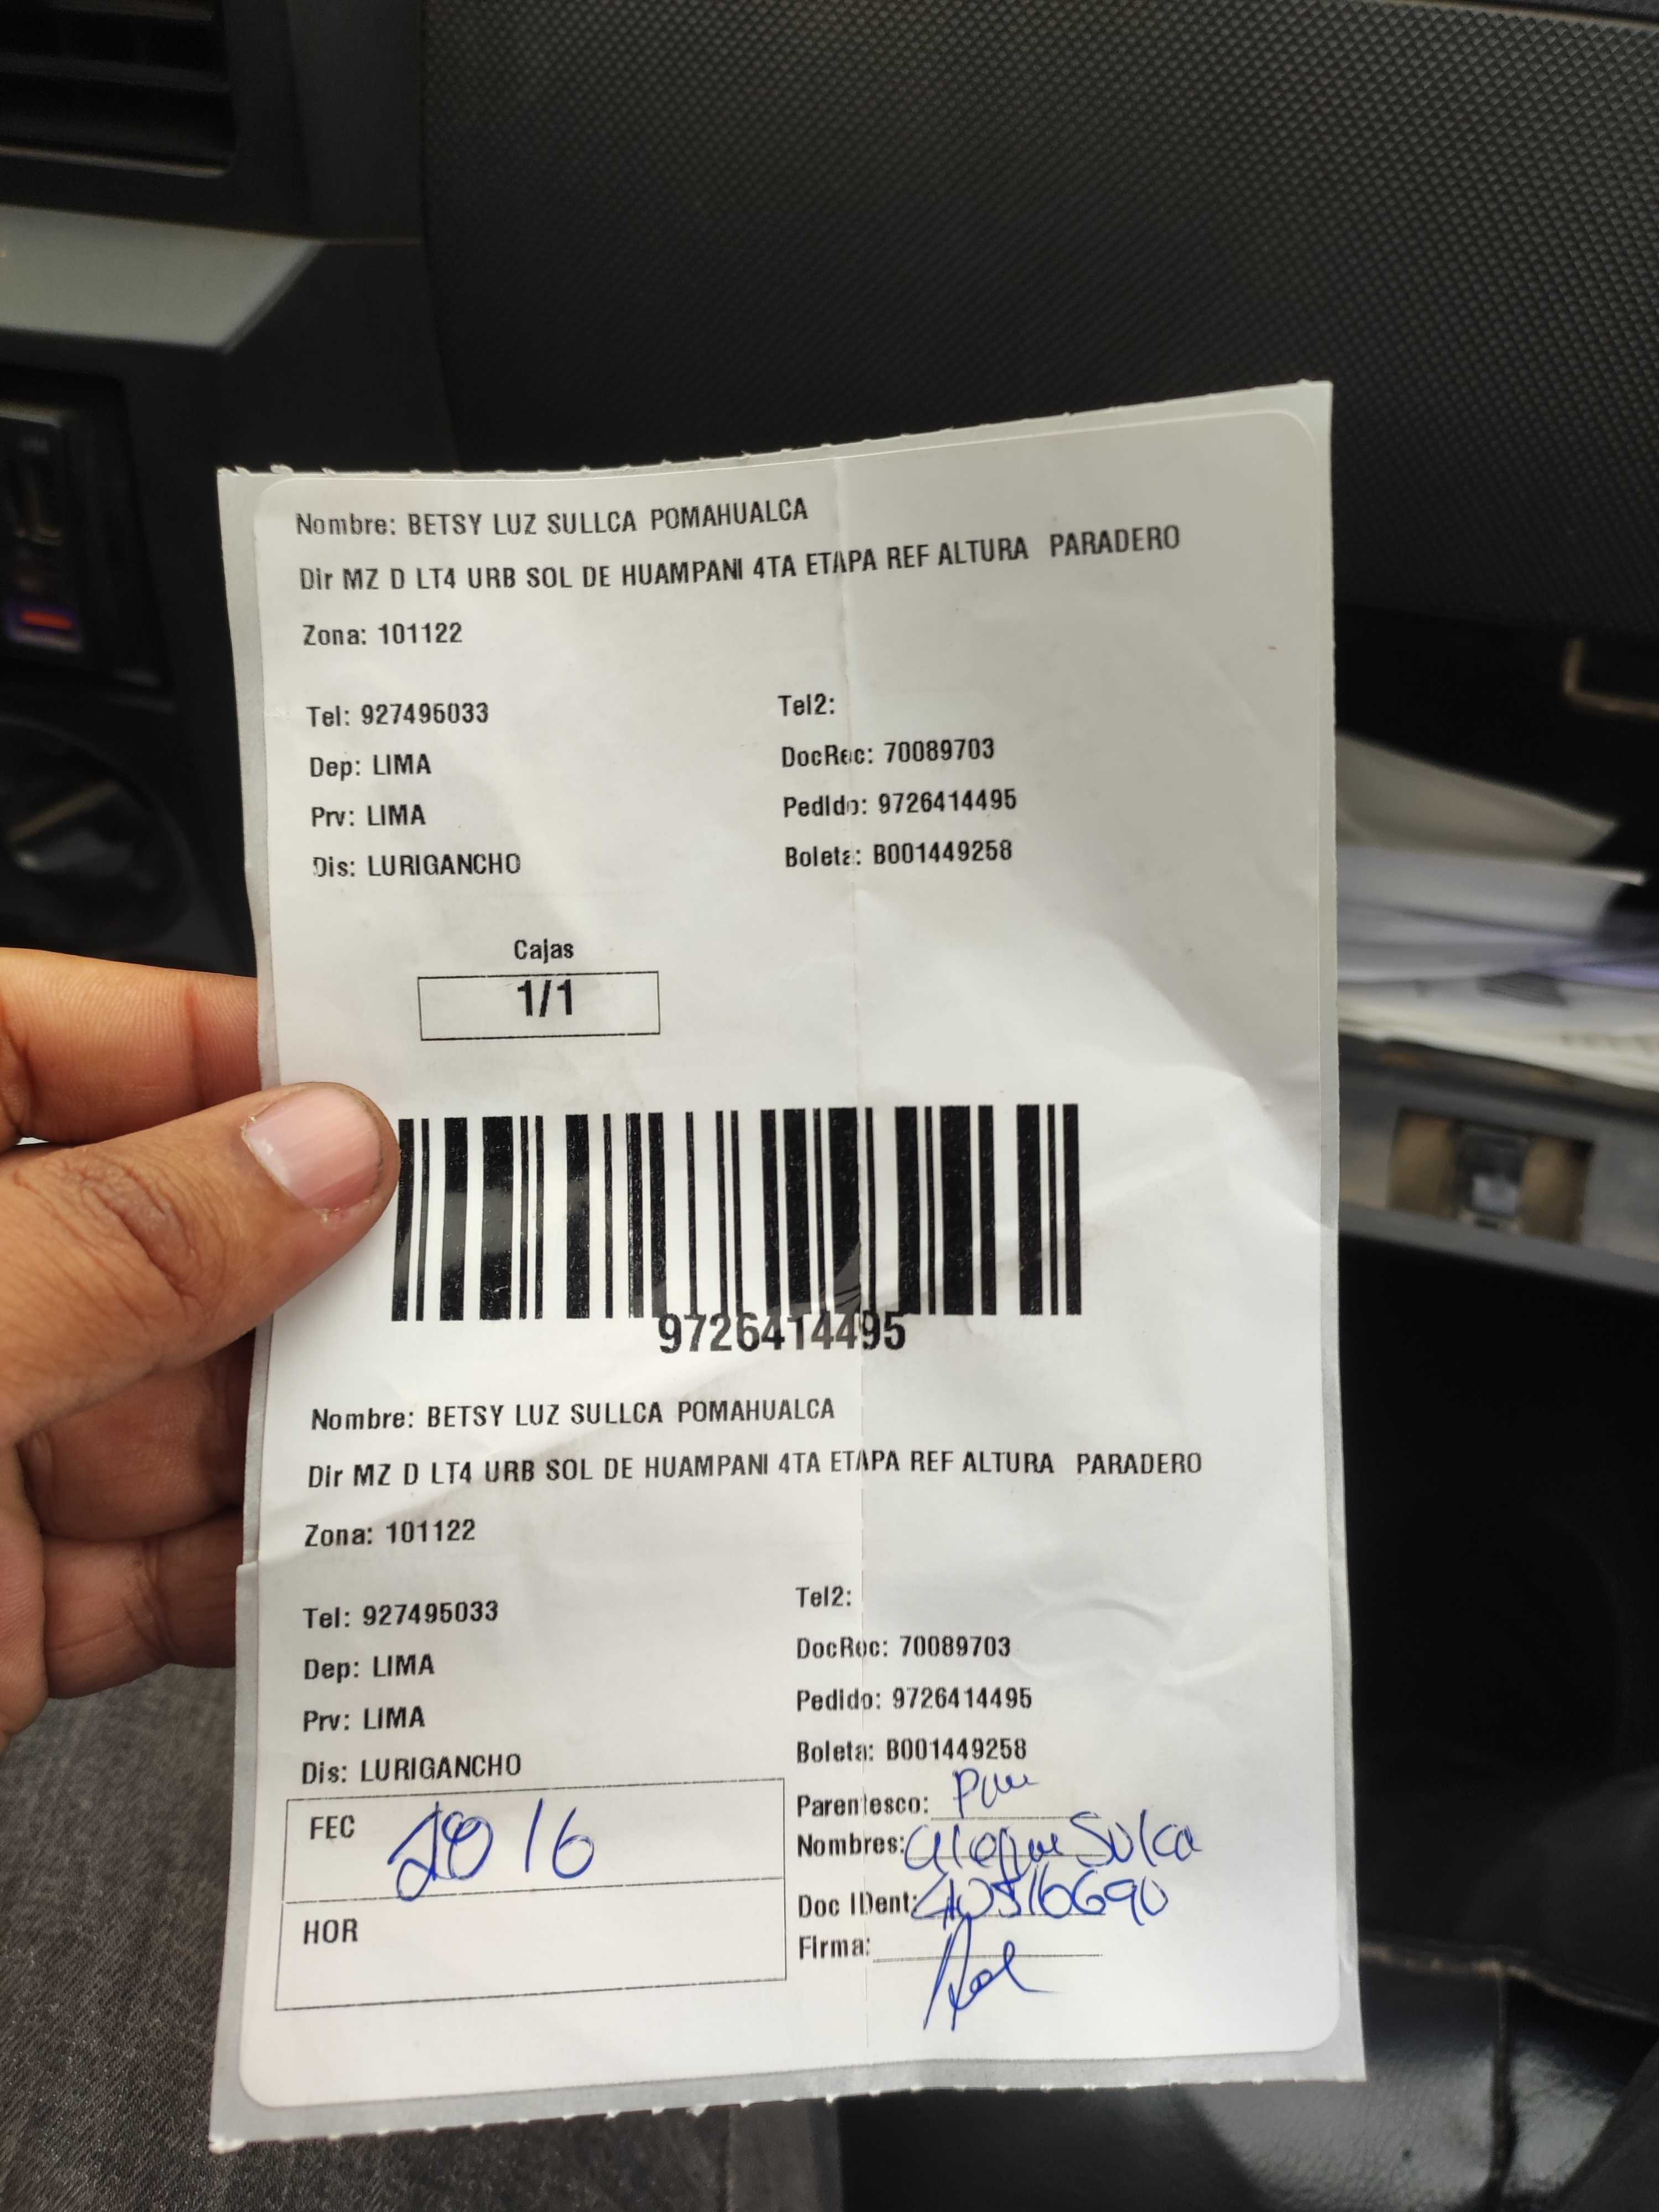 Nombre: BETSY LUZ SULLCA POMAHUALCA
Dir MZ D LT4 URB SOL DE HUAMPANI 4TA ETAPA REF ALTURA PARADERO
Zona: 101122
Tel: 927495033 Tel2:
Dep: LIMA DocRec: 70089703
Prv: LIMA Pedido: 9726414495
Dis: LURIGANCHO Boleta: B001449258
Cajas
1/1
9726414495
Nombre: BETSY LUZ SULLCA POMAHUALCA
Dir MZ D LT4 URB SOL DE HUAMPANI 4TA ETAPA REF ALTURA PARADERO
Zona: 101122
Tel: 927495033 Tel2:
Dep: LIMA DocRec: 70089703
Prv: LIMA Pedido: 9726414495
Dis: LURIGANCHO Boleta: B001449258
Parentesco:
FEC
Nombres: Sulca
Doc IDent:
HOR
Firma: